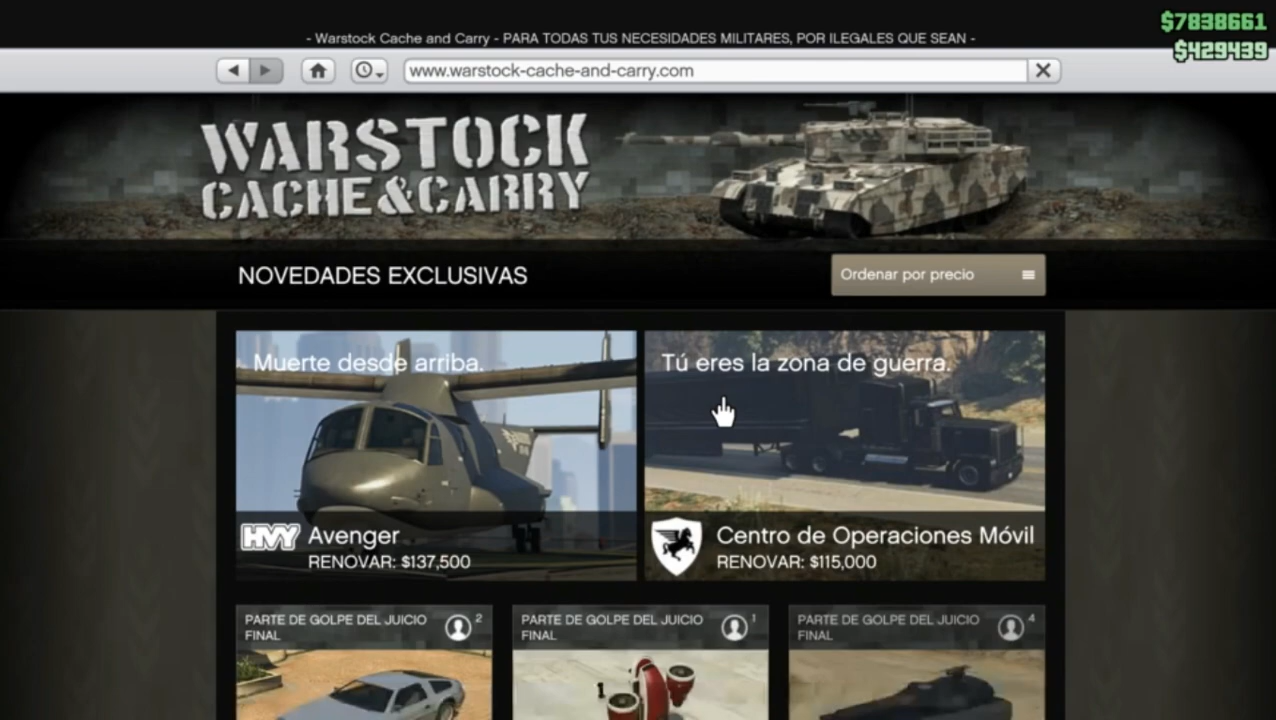 $7838661
- Warstock Cache and Carry - PARA TODAS TUS NECESIDADES MILITARES, POR ILEGALES QUE SEAN -
$429439
www.warstock-cache-and-carry.com
WARSTOCK
CACHE&CARRY
NOVEDADES EXCLUSIVAS
Ordenar por precio
Muerte desde arriba.
Tú eres la zona de guerra.
HVY
Avenger
RENOVAR: $137,500
Centro de Operaciones Móvil
RENOVAR: $115,000
PARTE DE GOLPE DEL JUICIO
FINAL
2
PARTE DE GOLPE DEL JUICIO
FINAL
1
PARTE DE GOLPE DEL JUICIO
FINAL
4